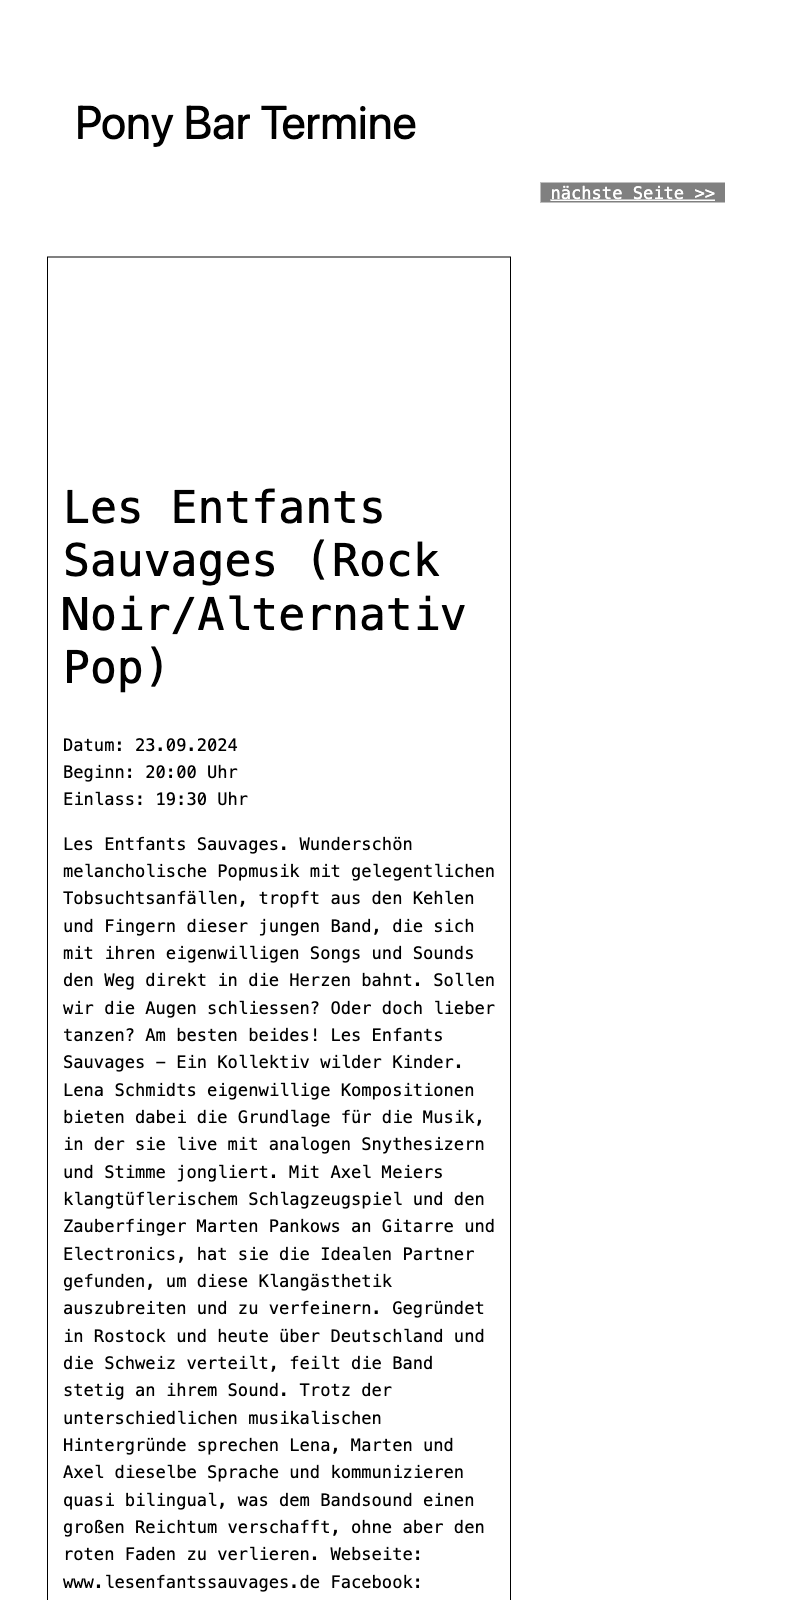 Pony Bar Termine
nächste Seite >>
Les Entfants
Sauvages (Rock
Noir/Alternativ
Pop)
Datum: 23.09.2024
Beginn: 20:00 Uhr
Einlass: 19:30 Uhr
Les Entfants Sauvages. Wunderschön
melancholische Popmusik mit gelegentlichen
Tobsuchtsanfällen, tropft aus den Kehlen
und Fingern dieser jungen Band, die sich
mit ihren eigenwilligen Songs und Sounds
den Weg direkt in die Herzen bahnt. Sollen
wir die Augen schliessen? Oder doch lieber
tanzen? Am besten beides! Les Enfants
Sauvages – Ein Kollektiv wilder Kinder.
Lena Schmidts eigenwillige Kompositionen
bieten dabei die Grundlage für die Musik,
in der sie live mit analogen Snythesizern
und Stimme jongliert. Mit Axel Meiers
klangtüflerischem Schlagzeugspiel und den
Zauberfinger Marten Pankows an Gitarre und
Electronics, hat sie die Idealen Partner
gefunden, um diese Klangästhetik
auszubreiten und zu verfeinern. Gegründet
in Rostock und heute über Deutschland und
die Schweiz verteilt, feilt die Band
stetig an ihrem Sound. Trotz der
unterschiedlichen musikalischen
Hintergründe sprechen Lena, Marten und
Axel dieselbe Sprache und kommunizieren
quasi bilingual, was dem Bandsound einen
großen Reichtum verschafft, ohne aber den
roten Faden zu verlieren. Webseite:
www.lesenfantssauvages.de Facebook: